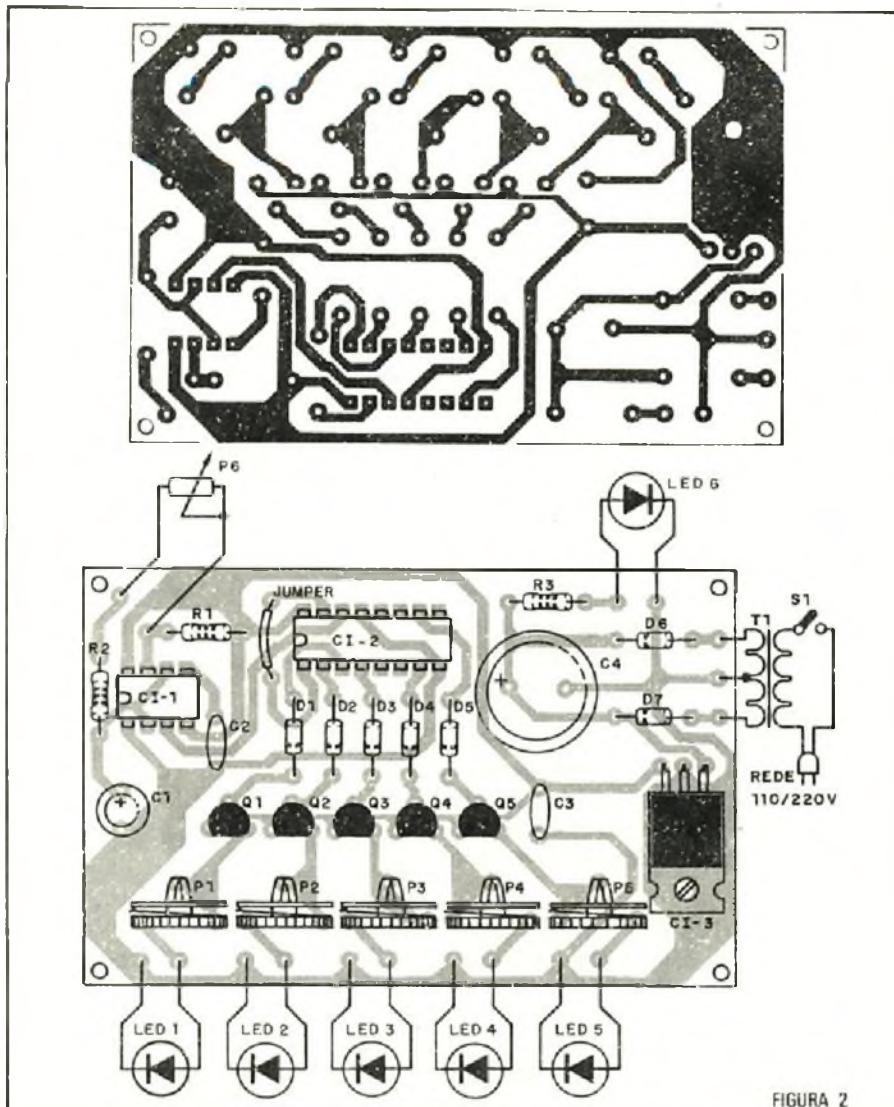 P6
LED 6
JUMPER
R1
R3
T1
S1
R2
CI-2
D6
CI-1
C4
D1
D2
D3
D4
D5
C2
D7
REDE
110/220V
C1
Q1
Q2
Q3
Q4
Q5
C3
P1
P2
P3
P4
P5
CI-3
LED 1
LED 2
LED 3
LED 4
LED 5
FIGURA 2